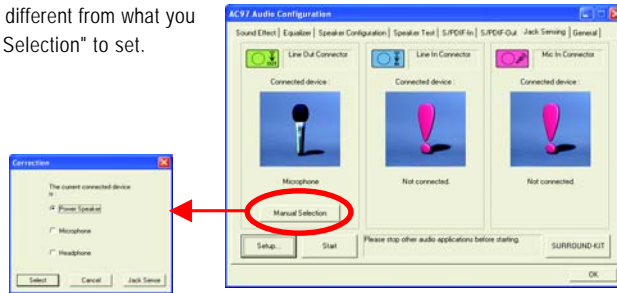 different from what you
Selection" to set.
AC97 Audio Configuration
Sound Effect | Equalizer | Speaker Configuration | Speaker Test | S/PDIF-In | S/PDIF-Out | Jack Sensing | General
Line Out Connector
Line In Connector
Mic In Connector
Connected device :
Connected device :
Connected device :
Microphone
Not connected.
Not connected.
Manual Selection
Setup...
Start
Please stop other audio applications before starting.
SURROUND-KIT
OK
Correction
The current connected device
is :
Power Speaker
Microphone
Headphone
Select
Cancel
Jack Sense